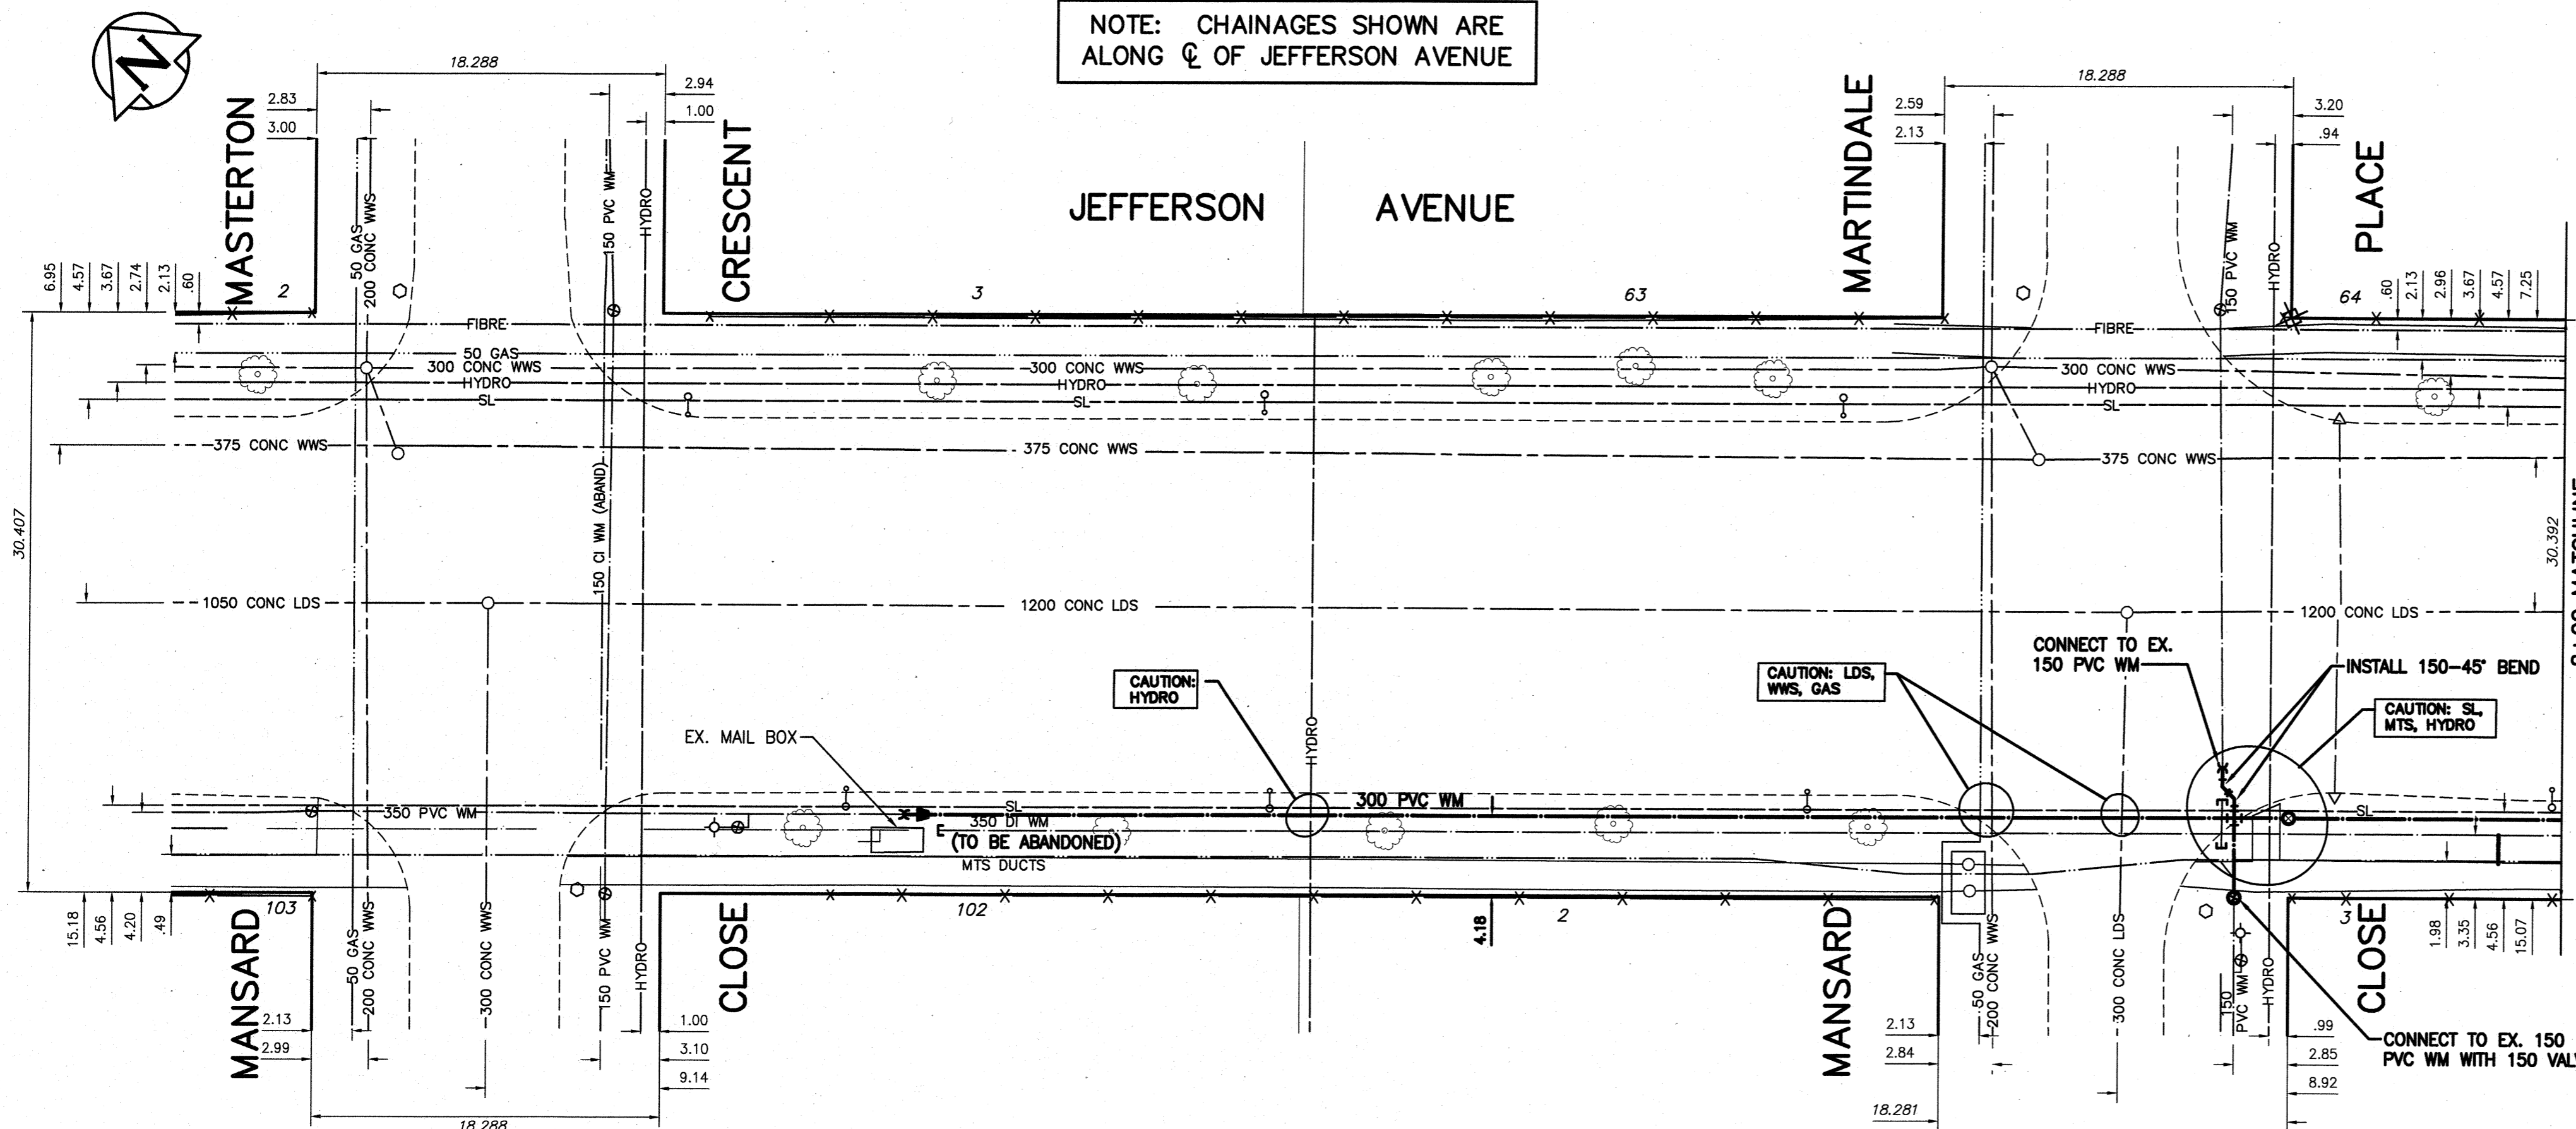 NOTE: CHAINAGES SHOWN ARE
ALONG ℄ OF JEFFERSON AVENUE
N
18.288
2.83
3.00
2.94
1.00
MASTERTON
CRESCENT
50 GAS
200 CONC WWS
150 PVC WM
HYDRO
JEFFERSON AVENUE
18.288
2.59
2.13
3.20
.94
MARTINDALE
PLACE
150 PVC WM
HYDRO
6.95
4.57
3.67
2.74
2.13
.60
2
3
63
64
.60
2.13
2.96
3.67
4.57
7.25
FIBRE
FIBRE
50 GAS
300 CONC WWS
300 CONC WWS
300 CONC WWS
HYDRO
HYDRO
HYDRO
SL
SL
SL
375 CONC WWS
375 CONC WWS
375 CONC WWS
30.407
150 CI WM (ABAND)
30.392
1050 CONC LDS
1200 CONC LDS
1200 CONC LDS
CONNECT TO EX.
150 PVC WM
INSTALL 150-45° BEND
CAUTION:
HYDRO
CAUTION: LDS,
WWS, GAS
CAUTION: SL,
MTS, HYDRO
EX. MAIL BOX
HYDRO
350 PVC WM
SL
300 PVC WM
SL
350 DI WM
(TO BE ABANDONED)
MTS DUCTS
15.18
4.56
4.20
.49
103
102
4.18
2
3
1.98
3.35
4.56
15.07
MANSARD
CLOSE
50 GAS
200 CONC WWS
300 CONC WWS
150 PVC WM
HYDRO
MANSARD
CLOSE
50 GAS
200 CONC WWS
300 CONC LDS
150
PVC WM
HYDRO
2.13
2.99
1.00
3.10
9.14
18.288
2.13
2.84
18.281
.99
2.85
8.92
CONNECT TO EX. 150
PVC WM WITH 150